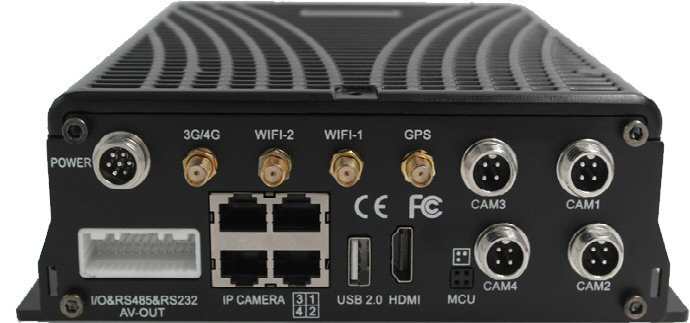 3G/4G WIFI-2 WIFI-1 GPS
POWER
CAM3 CAM1
CE FC
I/O&RS485&RS232
AV-OUT
IP CAMERA
3 1
4 2
USB 2.0 HDMI
MCU
CAM4 CAM2